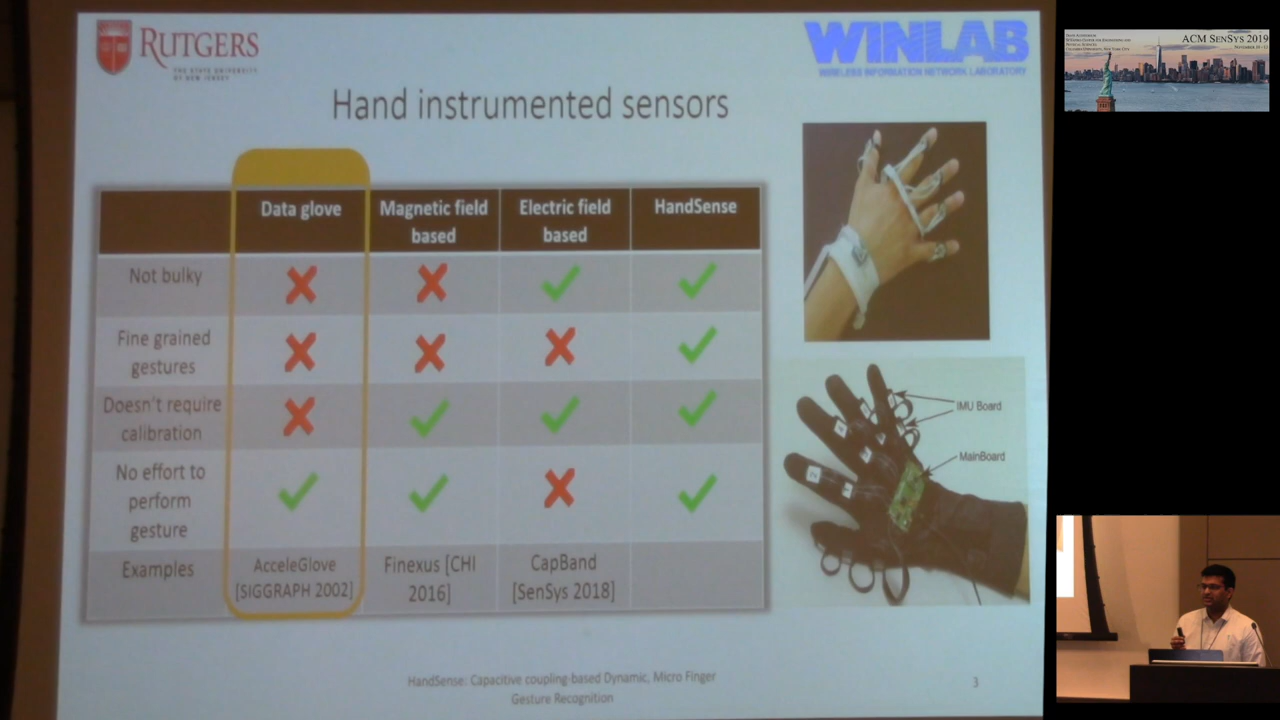 RUTGERS
THE STATE UNIVERSITY
OF NEW JERSEY
WINLAB
WIRELESS INFORMATION NETWORK LABORATORY
Hand instrumented sensors
Data glove
Magnetic field
based
Electric field
based
HandSense
Not bulky
Fine grained
gestures
Doesn't require
calibration
No effort to
perform
gesture
Examples
AcceleGlove
[SIGGRAPH 2002]
Finexus [CHI
2016]
CapBand
[SenSys 2018]
IMU Board
MainBoard
HandSense: Capacitive coupling-based Dynamic, Micro Finger
Gesture Recognition
3
ACM SenSys 2019